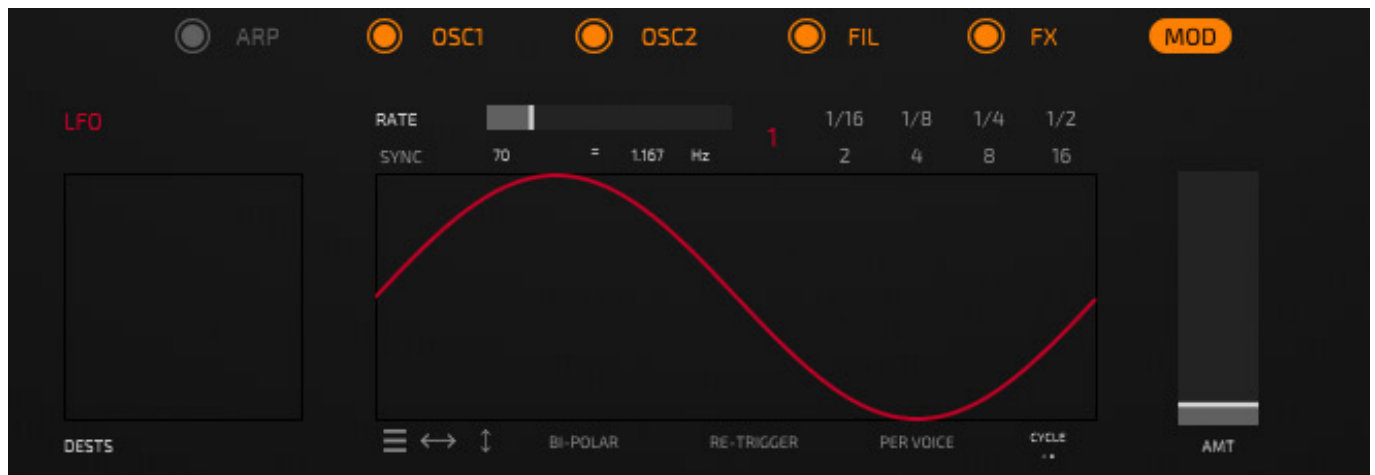 ARP OSC1 OSC2 FIL FX MOD
LFO RATE 1 1/16 1/8 1/4 1/2
SYNC 70 = 1.167 Hz 2 4 8 16
DESTS BI-POLAR RE-TRIGGER PER VOICE CYCLE AMT